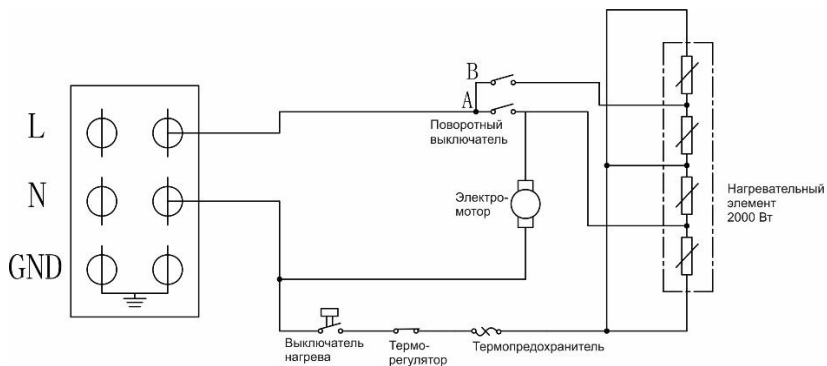 B
A
L
Поворотный
выключатель
N
Электро-
мотор
Нагревательный
элемент
2000 Вт
GND
Выключатель
нагрева
Термо-
регулятор
Термопредохранитель